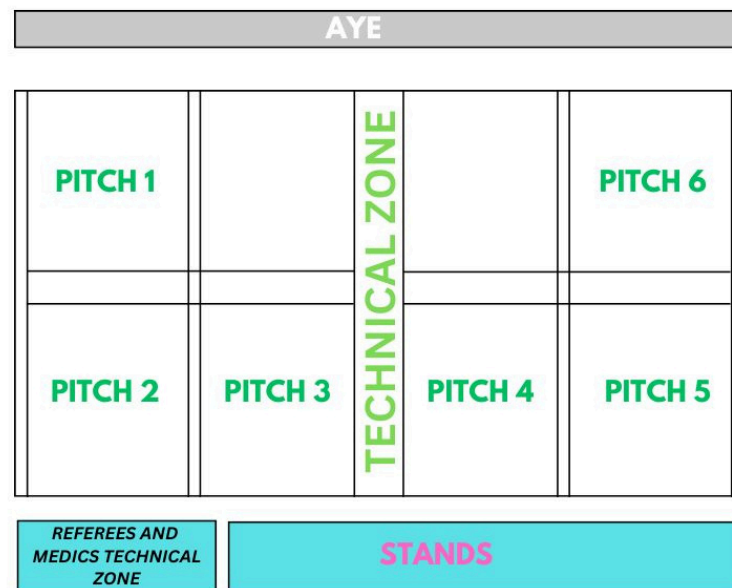 AYE
PITCH 1
PITCH 6
TECHNICAL ZONE
PITCH 2
PITCH 3
PITCH 4
PITCH 5
REFEREES AND
MEDICS TECHNICAL
ZONE
STANDS